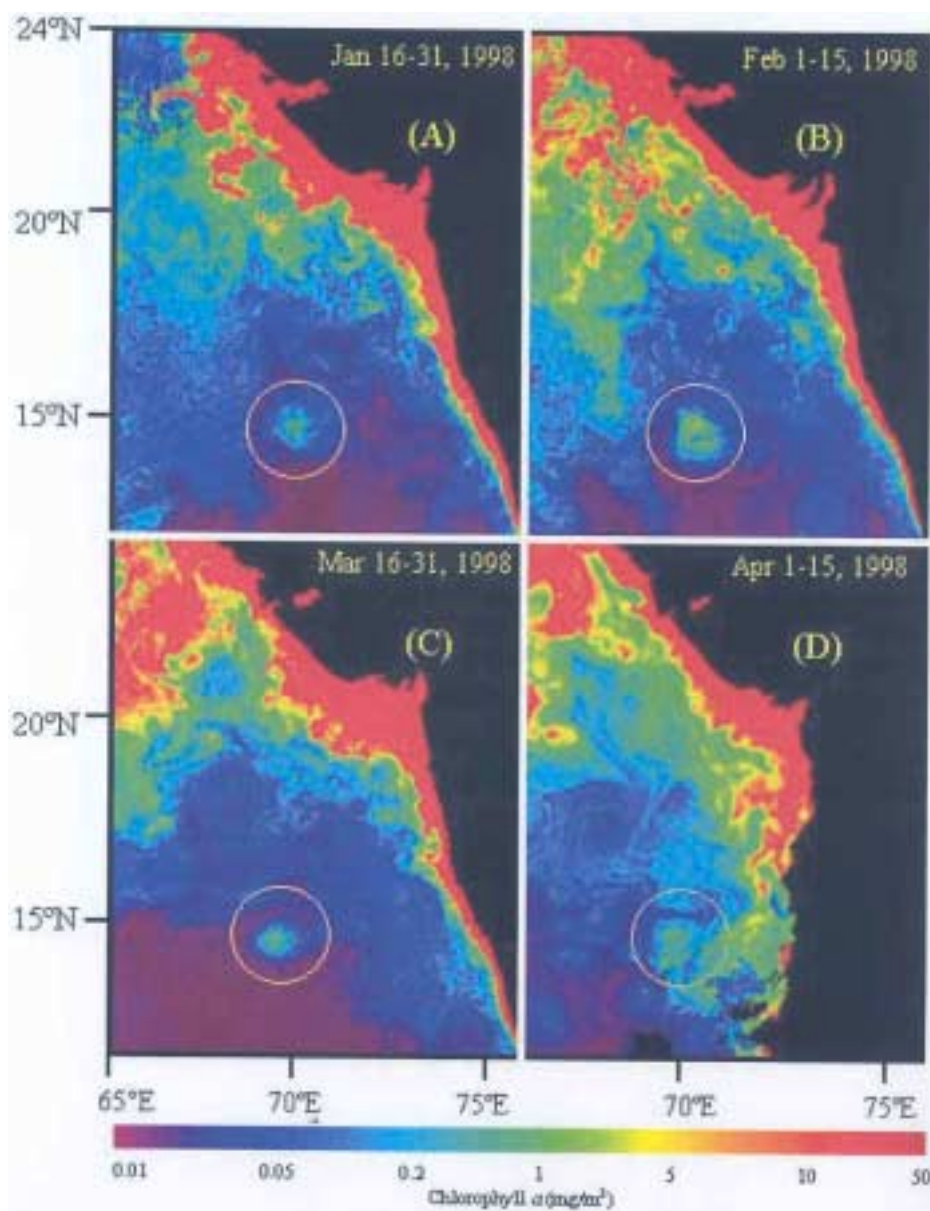 24°N
Jan 16-31, 1998
Feb 1-15, 1998
(A)
(B)
20°N
15°N
Mar 16-31, 1998
Apr 1-15, 1998
(C)
(D)
20°N
15°N
65°E
70°E
75°E
70°E
75°E
0.01
0.05
0.2
1
5
10
50
Chlorophyll a(mg/m³)